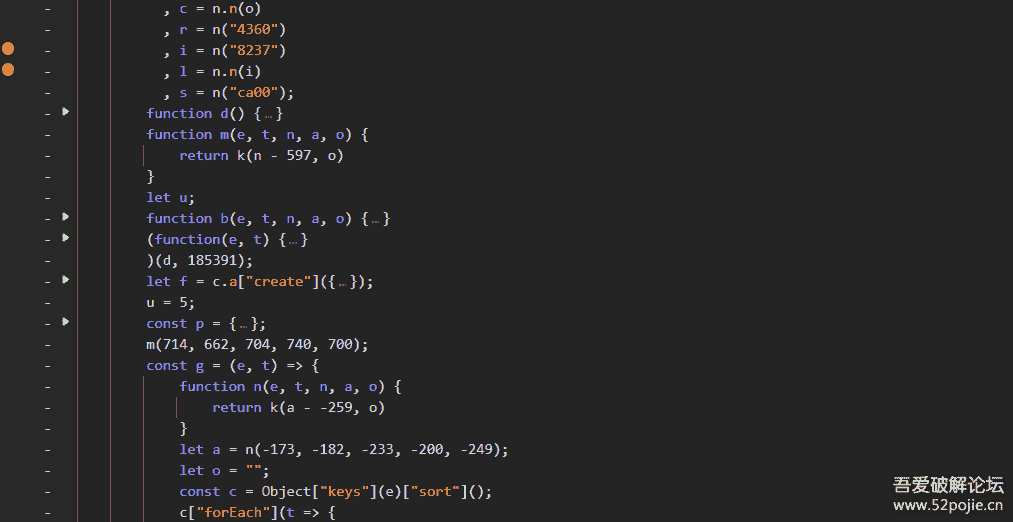 - , c = n.n(o)
- , r = n("4360")
- , i = n("8237")
- , l = n.n(i)
- , s = n("ca00");
- function d() {…}
- function m(e, t, n, a, o) {
- return k(n - 597, o)
- }
- let u;
- function b(e, t, n, a, o) {…}
- (function(e, t) {…}
- )(d, 185391);
- let f = c.a["create"]({…});
- u = 5;
- const p = {…};
- m(714, 662, 704, 740, 700);
- const g = (e, t) => {
- function n(e, t, n, a, o) {
- return k(a - -259, o)
- }
- let a = n(-173, -182, -233, -200, -249);
- let o = "";
- const c = Object["keys"](e)["sort"]();
- c["forEach"](t => {
吾爱破解论坛
www.52pojie.cn